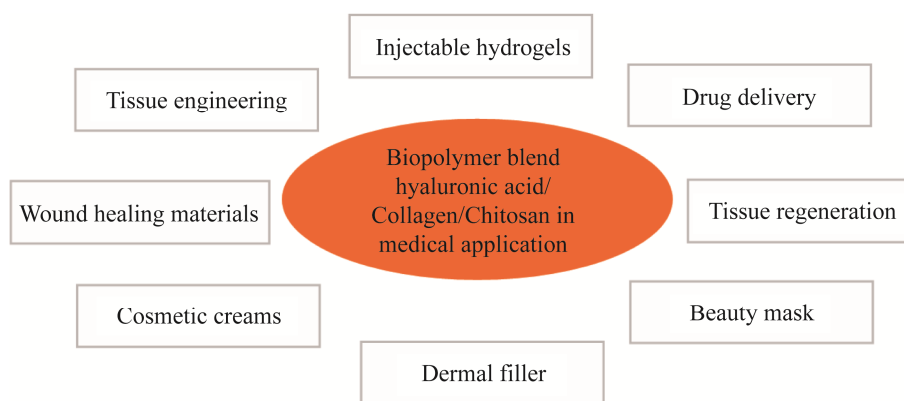 Injectable hydrogels
Tissue engineering
Drug delivery
Biopolymer blend
hyaluronic acid/
Collagen/Chitosan in
medical application
Wound healing materials
Tissue regeneration
Cosmetic creams
Beauty mask
Dermal filler